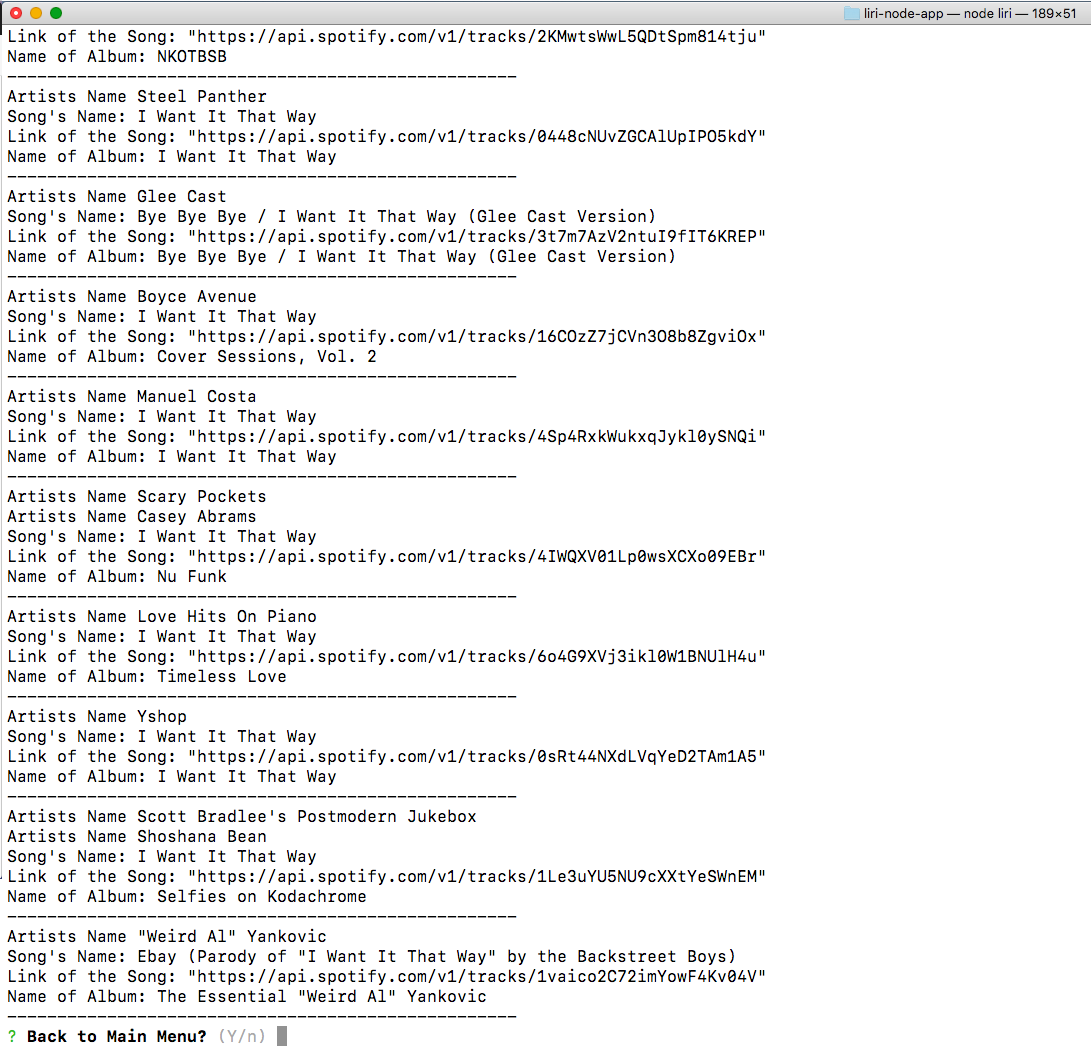 liri-node-app — node liri — 189×51
Link of the Song: "https://api.spotify.com/v1/tracks/2KMwtsWwL5QDtSpm814tju"
Name of Album: NKOTBSB
---------------------------------------------------
Artists Name Steel Panther
Song's Name: I Want It That Way
Link of the Song: "https://api.spotify.com/v1/tracks/0448cNUvZGCAlUpIPO5kdY"
Name of Album: I Want It That Way
---------------------------------------------------
Artists Name Glee Cast
Song's Name: Bye Bye Bye / I Want It That Way (Glee Cast Version)
Link of the Song: "https://api.spotify.com/v1/tracks/3t7m7AzV2ntuI9fIT6KREP"
Name of Album: Bye Bye Bye / I Want It That Way (Glee Cast Version)
---------------------------------------------------
Artists Name Boyce Avenue
Song's Name: I Want It That Way
Link of the Song: "https://api.spotify.com/v1/tracks/16COzZ7jCVn3O8b8ZgviOx"
Name of Album: Cover Sessions, Vol. 2
---------------------------------------------------
Artists Name Manuel Costa
Song's Name: I Want It That Way
Link of the Song: "https://api.spotify.com/v1/tracks/4Sp4RxkWukxqJykl0ySNQi"
Name of Album: I Want It That Way
---------------------------------------------------
Artists Name Scary Pockets
Artists Name Casey Abrams
Song's Name: I Want It That Way
Link of the Song: "https://api.spotify.com/v1/tracks/4IWQXV01Lp0wsXCXo09EBr"
Name of Album: Nu Funk
---------------------------------------------------
Artists Name Love Hits On Piano
Song's Name: I Want It That Way
Link of the Song: "https://api.spotify.com/v1/tracks/6o4G9XVj3ikl0W1BNUlH4u"
Name of Album: Timeless Love
---------------------------------------------------
Artists Name Yshop
Song's Name: I Want It That Way
Link of the Song: "https://api.spotify.com/v1/tracks/0sRt44NXdLVqYeD2TAm1A5"
Name of Album: I Want It That Way
---------------------------------------------------
Artists Name Scott Bradlee's Postmodern Jukebox
Artists Name Shoshana Bean
Song's Name: I Want It That Way
Link of the Song: "https://api.spotify.com/v1/tracks/1Le3uYU5NU9cXXtYeSWnEM"
Name of Album: Selfies on Kodachrome
---------------------------------------------------
Artists Name "Weird Al" Yankovic
Song's Name: Ebay (Parody of "I Want It That Way" by the Backstreet Boys)
Link of the Song: "https://api.spotify.com/v1/tracks/1vaico2C72imYowF4Kv04V"
Name of Album: The Essential "Weird Al" Yankovic
---------------------------------------------------
? Back to Main Menu? (Y/n)